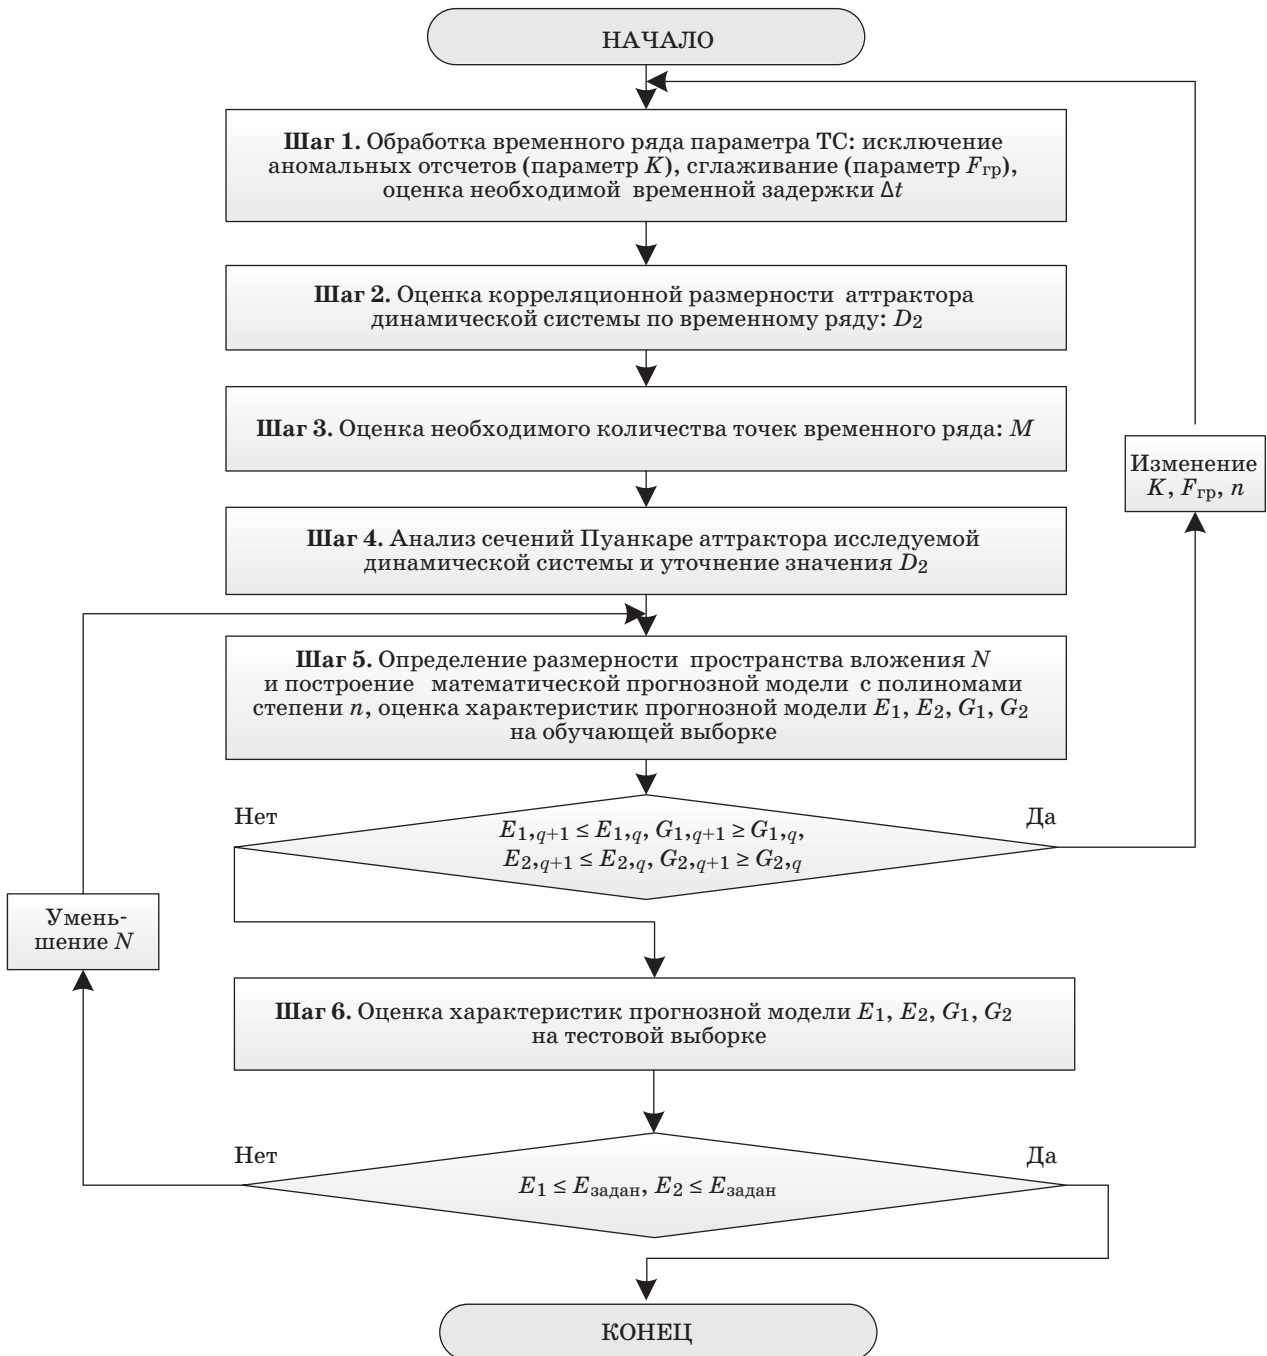 НАЧАЛО
Шаг 1. Обработка временного ряда параметра ТС: исключение
аномальных отсчетов (параметр K), сглаживание (параметр Fгр),
оценка необходимой временной задержки Δt
Шаг 2. Оценка корреляционной размерности аттрактора
динамической системы по временному ряду: D2
Шаг 3. Оценка необходимого количества точек временного ряда: M
Изменение
K, Fгр, n
Шаг 4. Анализ сечений Пуанкаре аттрактора исследуемой
динамической системы и уточнение значения D2
Шаг 5. Определение размерности пространства вложения N
и построение математической прогнозной модели с полиномами
степени n, оценка характеристик прогнозной модели E1, E2, G1, G2
на обучающей выборке
Нет
Да
E1,q+1 ≤ E1,q, G1,q+1 ≥ G1,q,
E2,q+1 ≤ E2,q, G2,q+1 ≥ G2,q
Умень-
шение N
Шаг 6. Оценка характеристик прогнозной модели E1, E2, G1, G2
на тестовой выборке
Нет
Да
E1 ≤ Eзадан, E2 ≤ Eзадан
КОНЕЦ